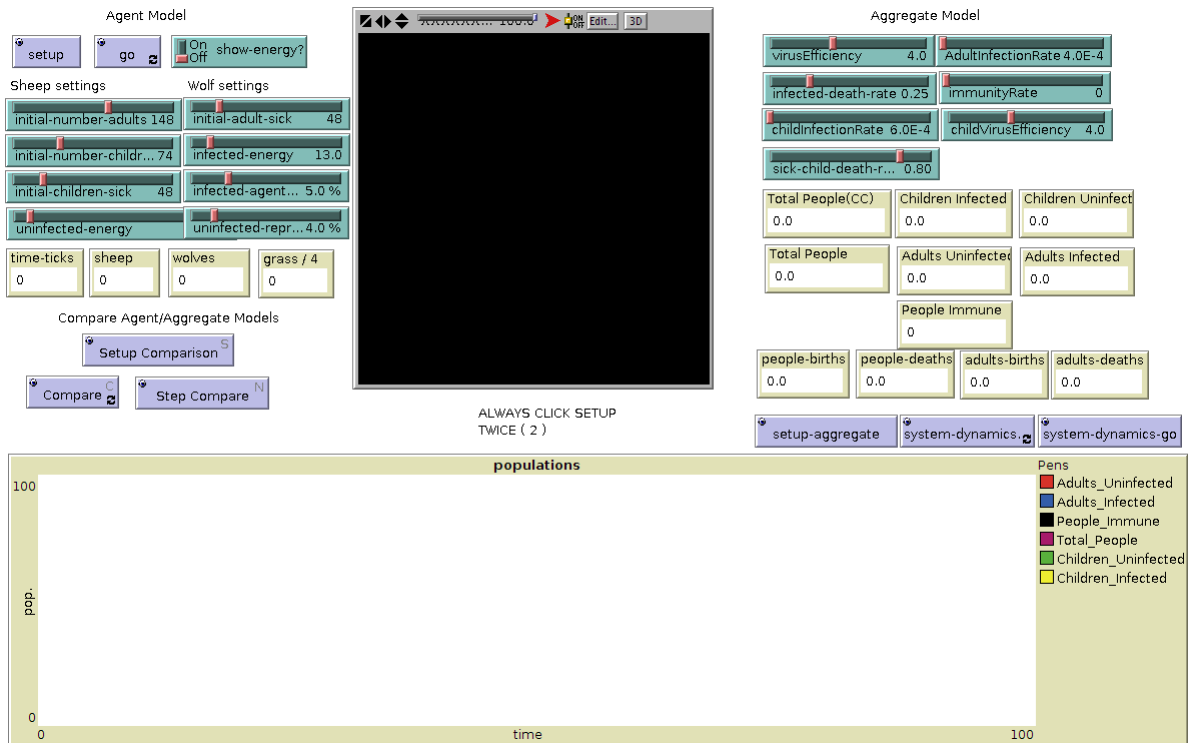 Agent Model
setup
go
On
Off
show-energy?
Sheep settings
Wolf settings
initial-number-adults 148
initial-adult-sick 48
initial-number-childr... 74
infected-energy 13.0
initial-children-sick 48
infected-agent... 5.0 %
uninfected-energy
uninfected-repr... 4.0 %
time-ticks
0
sheep
0
wolves
0
grass / 4
0
Compare Agent/Aggregate Models
Setup Comparison S
Compare C
Step Compare N
100.0
ON
OFF
Edit...
3D
ALWAYS CLICK SETUP
TWICE ( 2 )
Aggregate Model
virusEfficiency 4.0
AdultInfectionRate 4.0E-4
infected-death-rate 0.25
immunityRate 0
childInfectionRate 6.0E-4
childVirusEfficiency 4.0
sick-child-death-r... 0.80
Total People(CC)
0.0
Children Infected
0.0
Children Uninfect
0.0
Total People
0.0
Adults Uninfected
0.0
Adults Infected
0.0
People Immune
0
people-births
0.0
people-deaths
0.0
adults-births
0.0
adults-deaths
0.0
setup-aggregate
system-dynamics.
system-dynamics-go
populations
100
pop.
0
0
time
100
Pens
Adults_Uninfected
Adults_Infected
People_Immune
Total_People
Children_Uninfected
Children_Infected